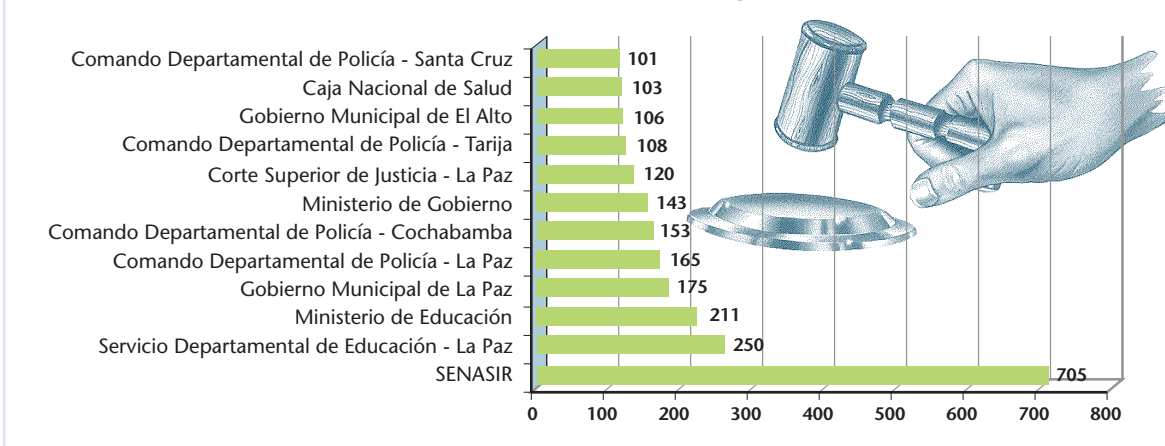 Comando Departamental de Policía - Santa Cruz 101
Caja Nacional de Salud 103
Gobierno Municipal de El Alto 106
Comando Departamental de Policía - Tarija 108
Corte Superior de Justicia - La Paz 120
Ministerio de Gobierno 143
Comando Departamental de Policía - Cochabamba 153
Comando Departamental de Policía - La Paz 165
Gobierno Municipal de La Paz 175
Ministerio de Educación 211
Servicio Departamental de Educación - La Paz 250
SENASIR 705
0 100 200 300 400 500 600 700 800